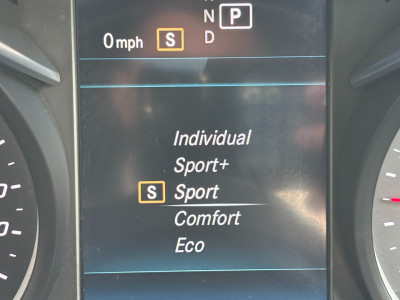 N P
0 mph S D
Individual
Sport+
S Sport
Comfort
Eco